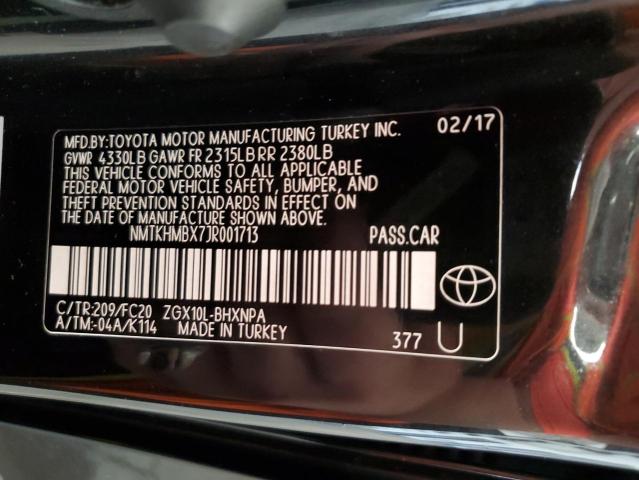 MFD.BY:TOYOTA MOTOR MANUFACTURING TURKEY INC. 02/17
GVWR 4330LB GAWR FR 2315LB RR 2380LB
THIS VEHICLE CONFORMS TO ALL APPLICABLE
FEDERAL MOTOR VEHICLE SAFETY, BUMPER, AND
THEFT PREVENTION STANDARDS IN EFFECT ON
THE DATE OF MANUFACTURE SHOWN ABOVE.
NMTKHMBX7JR001713 PASS.CAR
C/TR:209/FC20 ZGX10L-BHXNPA
A/TM:-04A/K114 MADE IN TURKEY 377 U